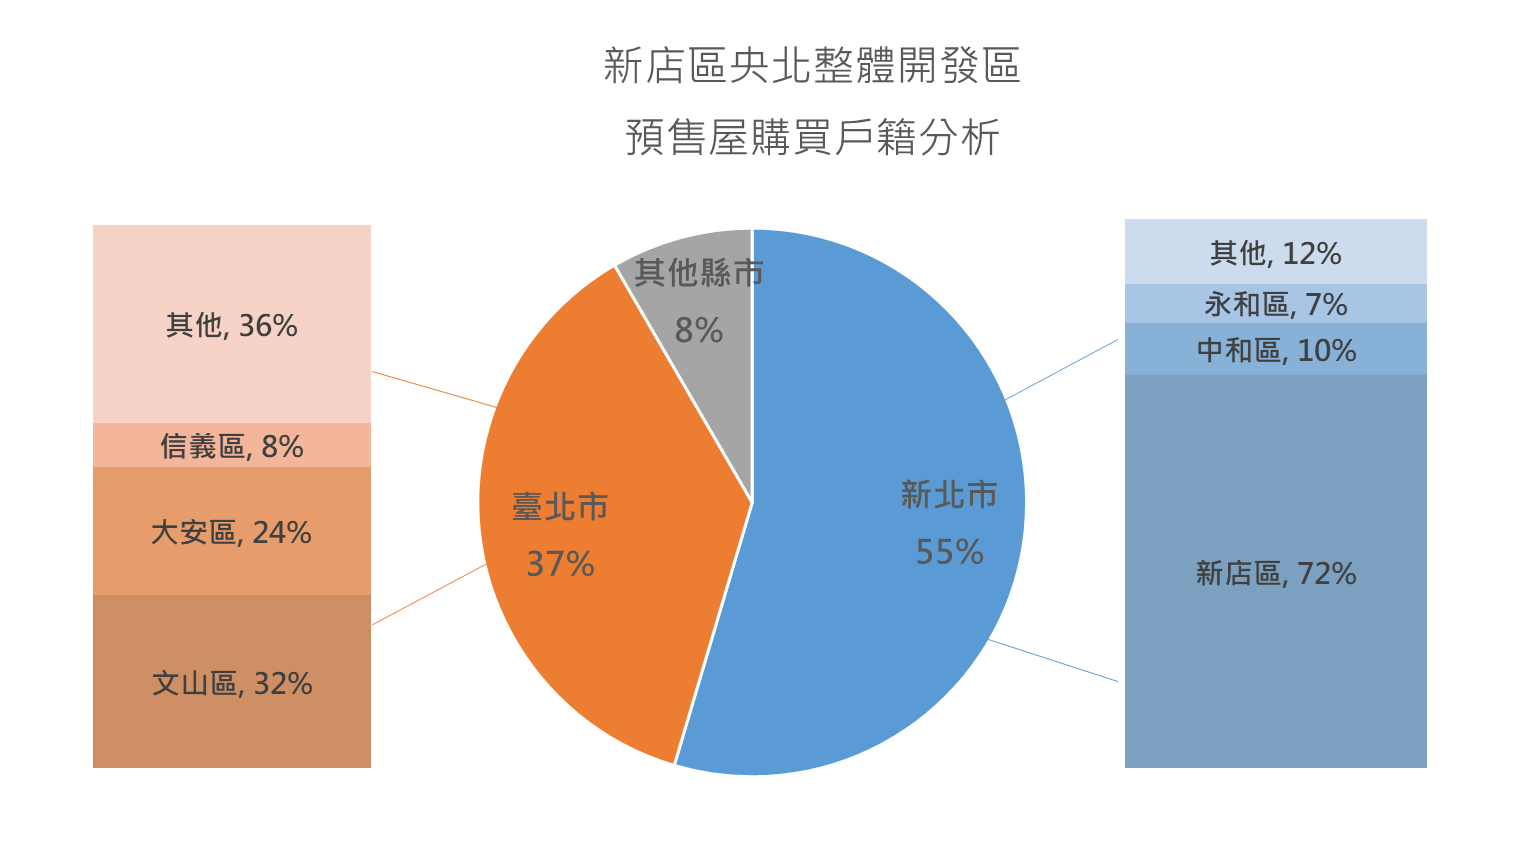 新店區央北整體開發區
預售屋購買戶籍分析
其他, 36%
信義區, 8%
大安區, 24%
文山區, 32%
其他縣市
8%
臺北市
37%
新北市
55%
其他, 12%
永和區, 7%
中和區, 10%
新店區, 72%